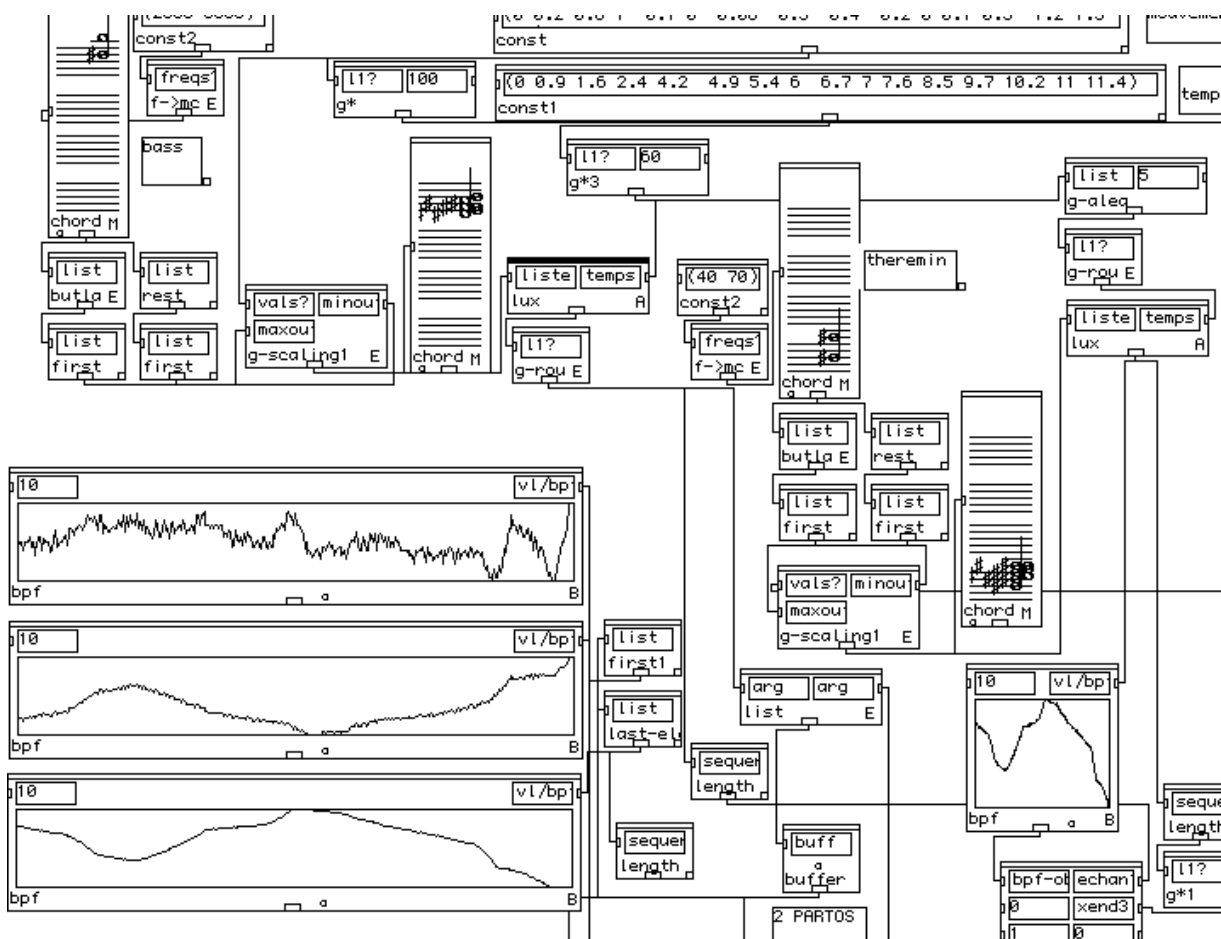 const2
const
freqs?
f->mc E
l1? 100
g*
(0 0.9 1.6 2.4 4.2 4.9 5.4 6 6.7 7 7.6 8.5 9.7 10.2 11 11.4)
const1
temp
bass
l1? 60
g*3
list 5
g-aleq
chord M
list
butla E
list
rest
list
first
list
first
vals? minou
maxou
g-scaling1 E
chord M
liste temps
lux A
l1?
g-rou E
(40 70)
const2
freqs?
f->mc E
theremin
l1?
g-rou E
liste temps
lux A
chord M
list
butla E
list
rest
list
first
list
first
vals? minou
maxou
g-scaling1 E
chord M
10 vl/bp
bpf a B
10 vl/bp
bpf a B
10 vl/bp
bpf a B
list
first1
list
last-el
sequer
length
arg arg
list E
sequer
length
buff
a
buffer
2 PARTOS
10 vl/bp
bpf a B
sequ
length
l1?
g*1
bpf-ob echan
0 xend3
1 0